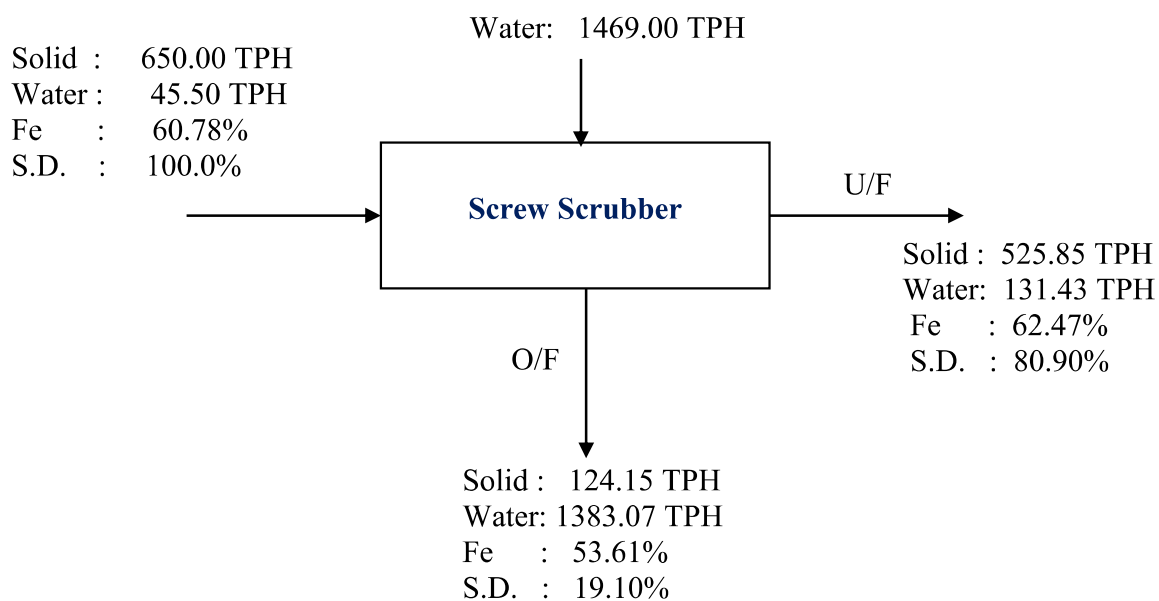 Water: 1469.00 TPH
Solid : 650.00 TPH
Water : 45.50 TPH
Fe : 60.78%
S.D. : 100.0%
Screw Scrubber
U/F
Solid : 525.85 TPH
Water: 131.43 TPH
Fe : 62.47%
S.D. : 80.90%
O/F
Solid : 124.15 TPH
Water: 1383.07 TPH
Fe : 53.61%
S.D. : 19.10%